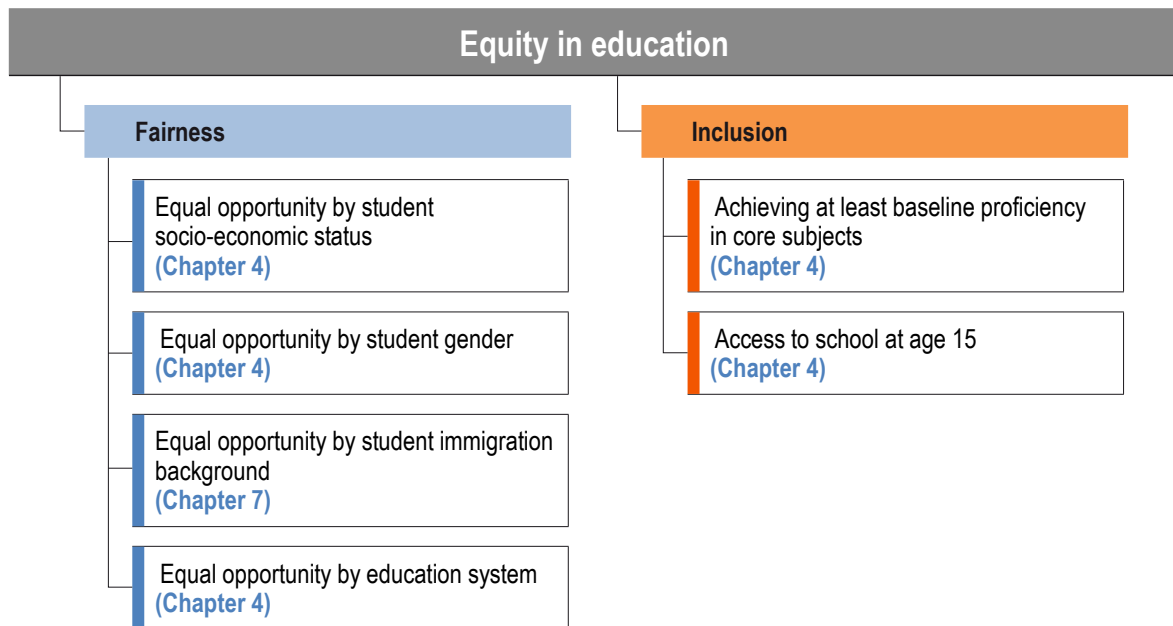 Equity in education
Fairness
Equal opportunity by student
socio-economic status
(Chapter 4)
Equal opportunity by student gender
(Chapter 4)
Equal opportunity by student immigration
background
(Chapter 7)
Equal opportunity by education system
(Chapter 4)
Inclusion
Achieving at least baseline proficiency
in core subjects
(Chapter 4)
Access to school at age 15
(Chapter 4)